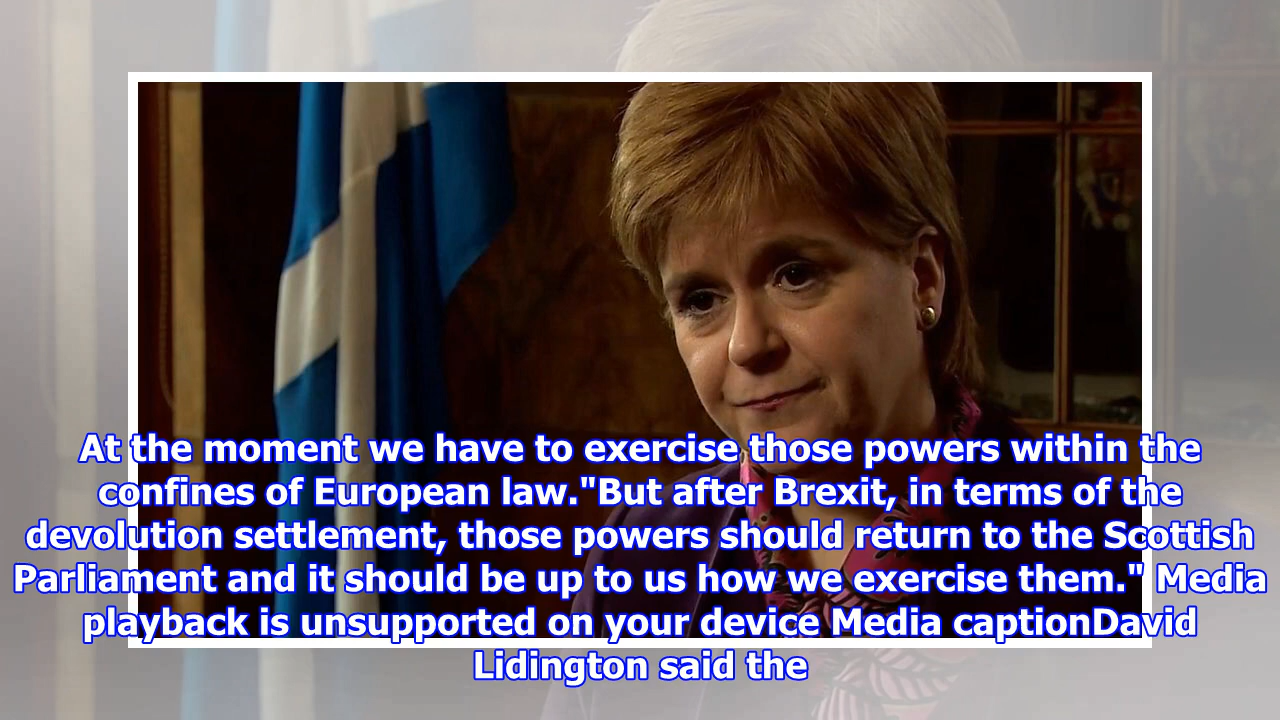 At the moment we have to exercise those powers within the
confines of European law."But after Brexit, in terms of the
devolution settlement, those powers should return to the Scottish
Parliament and it should be up to us how we exercise them." Media
playback is unsupported on your device Media captionDavid
Lidington said the